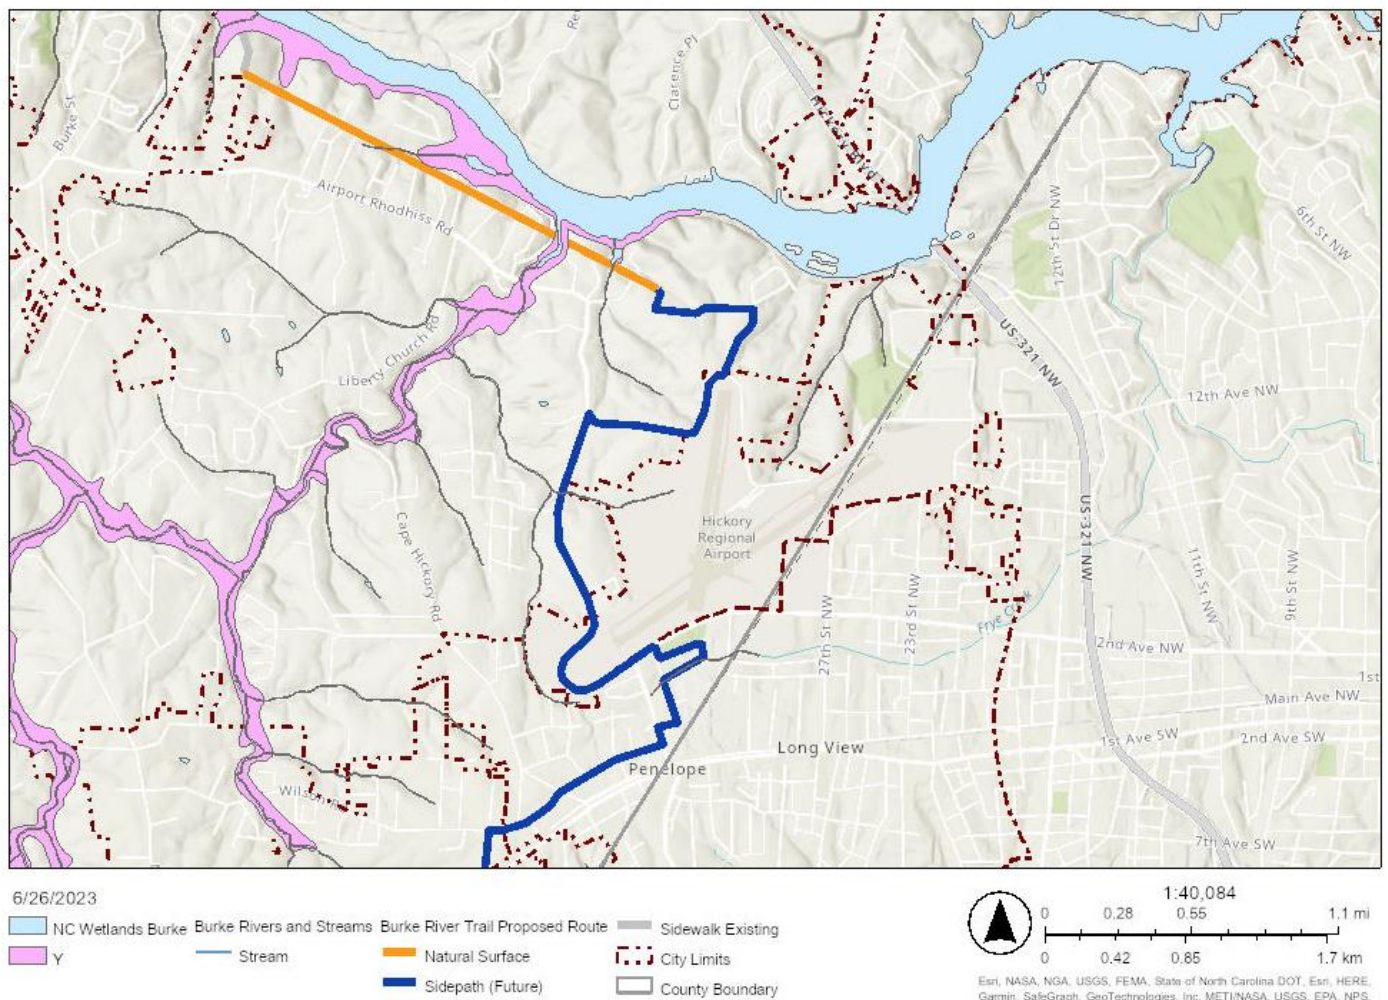 Burke St
Clarence Pl
Airport Rhodhiss Rd
12th St Dr NW
6th St NW
US-321 NW
Liberty Church Rd
12th Ave NW
Hickory
Regional
Airport
Cape Hickory Rd
US-321 NW
11th St NW
9th St NW
27th St NW
23rd St NW
Frye Creek
2nd Ave NW
1st
Main Ave NW
1st Ave SW
2nd Ave SW
Long View
Penelope
Wilson Rd
7th Ave SW
6/26/2023
1:40,084
NC Wetlands Burke
Y
Burke Rivers and Streams
Stream
Burke River Trail Proposed Route
Natural Surface
Sidepath (Future)
Sidewalk Existing
City Limits
County Boundary
0 0.28 0.55 1.1 mi
0 0.42 0.85 1.7 km
Esri, NASA, NGA, USGS, FEMA, State of North Carolina DOT, Esri, HERE,
Garmin, SafeGraph, GeoTechnologies, Inc, METI/NASA, USGS, EPA, NPS,